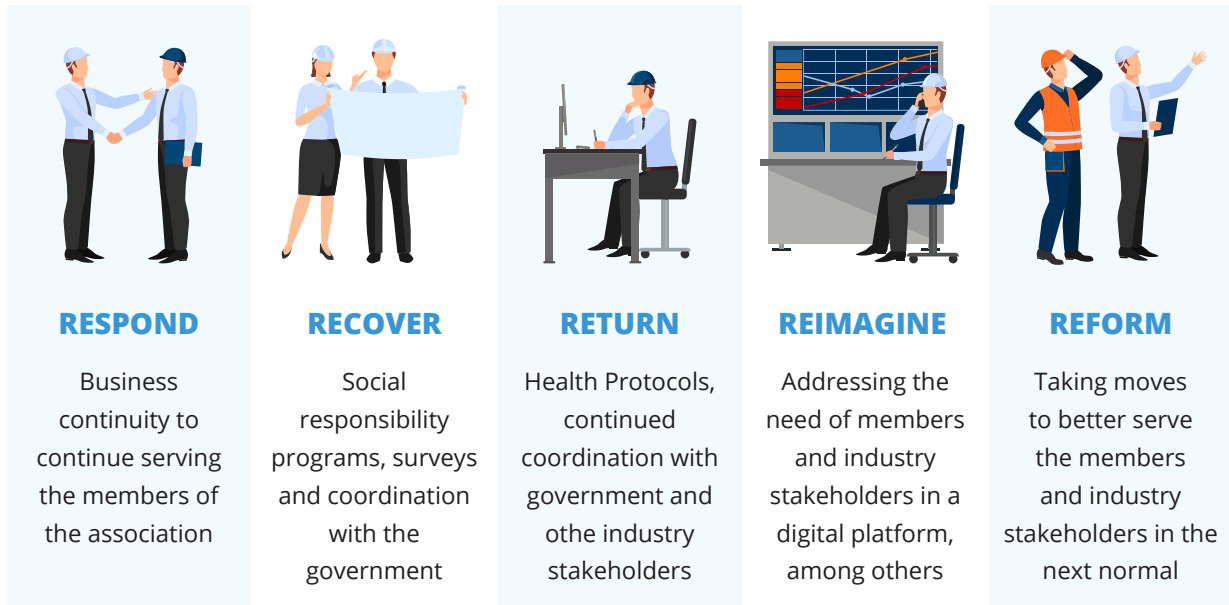 RESPOND
Business
continuity to
continue serving
the members of
the association
RECOVER
Social
responsibility
programs, surveys
and coordination
with the
government
RETURN
Health Protocols,
continued
coordination with
government and
othe industry
stakeholders
REIMAGINE
Addressing the
need of members
and industry
stakeholders in a
digital platform,
among others
REFORM
Taking moves
to better serve
the members
and industry
stakeholders in the
next normal